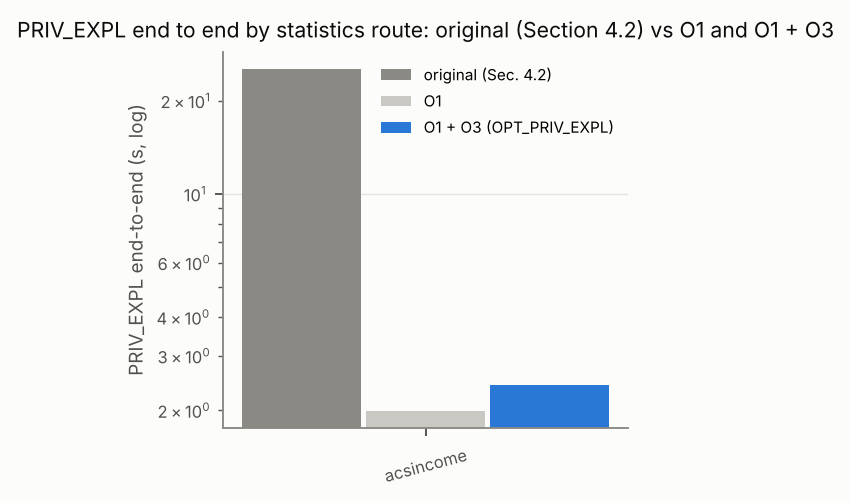 PRIV_EXPL end to end by statistics route: original (Section 4.2) vs O1 and O1 + O3
original (Sec. 4.2)
O1
O1 + O3 (OPT_PRIV_EXPL)
PRIV_EXPL end-to-end (s, log)
2 × 10¹
10¹
6 × 10⁰
4 × 10⁰
3 × 10⁰
2 × 10⁰
acsincome